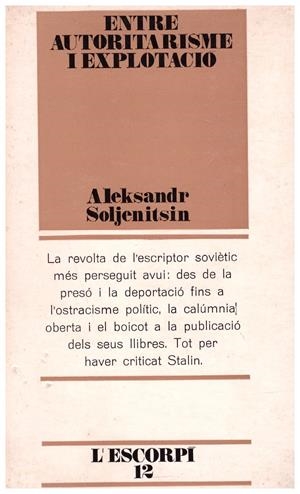 ENTRE
AUTORITARISME
I EXPLOTACIÓ
Aleksandr
Soljenitsin
La revolta de l'escriptor soviètic
més perseguit avui: des de la
presó i la deportació fins a
l'ostracisme polític, la calúmnia
oberta i el boicot a la publicació
dels seus llibres. Tot per
haver criticat Stalin.
L'ESCORPÍ
12